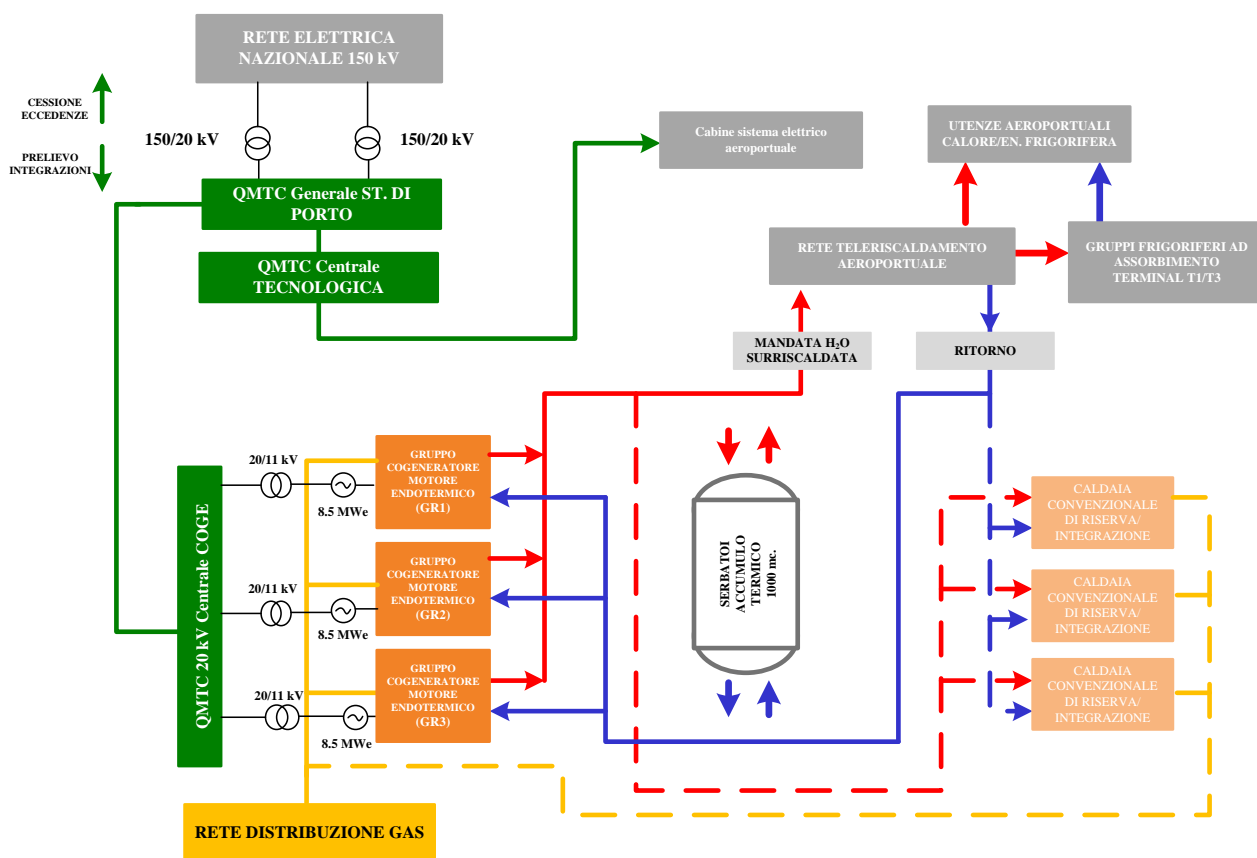 RETE ELETTRICA
NAZIONALE 150 kV
CESSIONE
ECCEDENZE
PRELIEVO
INTEGRAZIONI
150/20 kV
150/20 kV
QMTC Generale ST. DI
PORTO
QMTC Centrale
TECNOLOGICA
Cabine sistema elettrico
aeroportuale
UTENZE AEROPORTUALI
CALORE/EN. FRIGORIFERA
RETE TELERISCALDAMENTO
AEROPORTUALE
GRUPPI FRIGORIFERI AD
ASSORBIMENTO
TERMINAL T1/T3
MANDATA H₂O
SURRISCALDATA
RITORNO
QMTC 20 kV Centrale COGE
20/11 kV
8.5 MWe
GRUPPO
COGENERATORE
MOTORE
ENDOTERMICO
(GR1)
20/11 kV
8.5 MWe
GRUPPO
COGENERATORE
MOTORE
ENDOTERMICO
(GR2)
20/11 kV
8.5 MWe
GRUPPO
COGENERATORE
MOTORE
ENDOTERMICO
(GR3)
SERBATOI
ACCUMULO
TERMICO
1000 mc.
CALDAIA
CONVENZIONALE
DI RISERVA/
INTEGRAZIONE
CALDAIA
CONVENZIONALE
DI RISERVA/
INTEGRAZIONE
CALDAIA
CONVENZIONALE
DI RISERVA/
INTEGRAZIONE
RETE DISTRIBUZIONE GAS